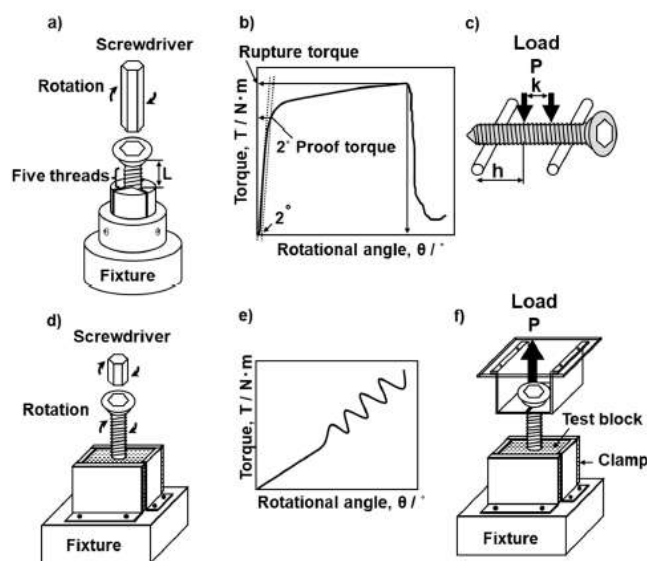 a)
Screwdriver
Rotation
Five threads
L
Fixture
b)
Rupture torque
Torque, T / N・m
2° Proof torque
2°
Rotational angle, θ / °
c)
Load
P
k
h
d)
Screwdriver
Rotation
Fixture
e)
Torque, T / N・m
Rotational angle, θ / °
f)
Load
P
Test block
Clamp
Fixture